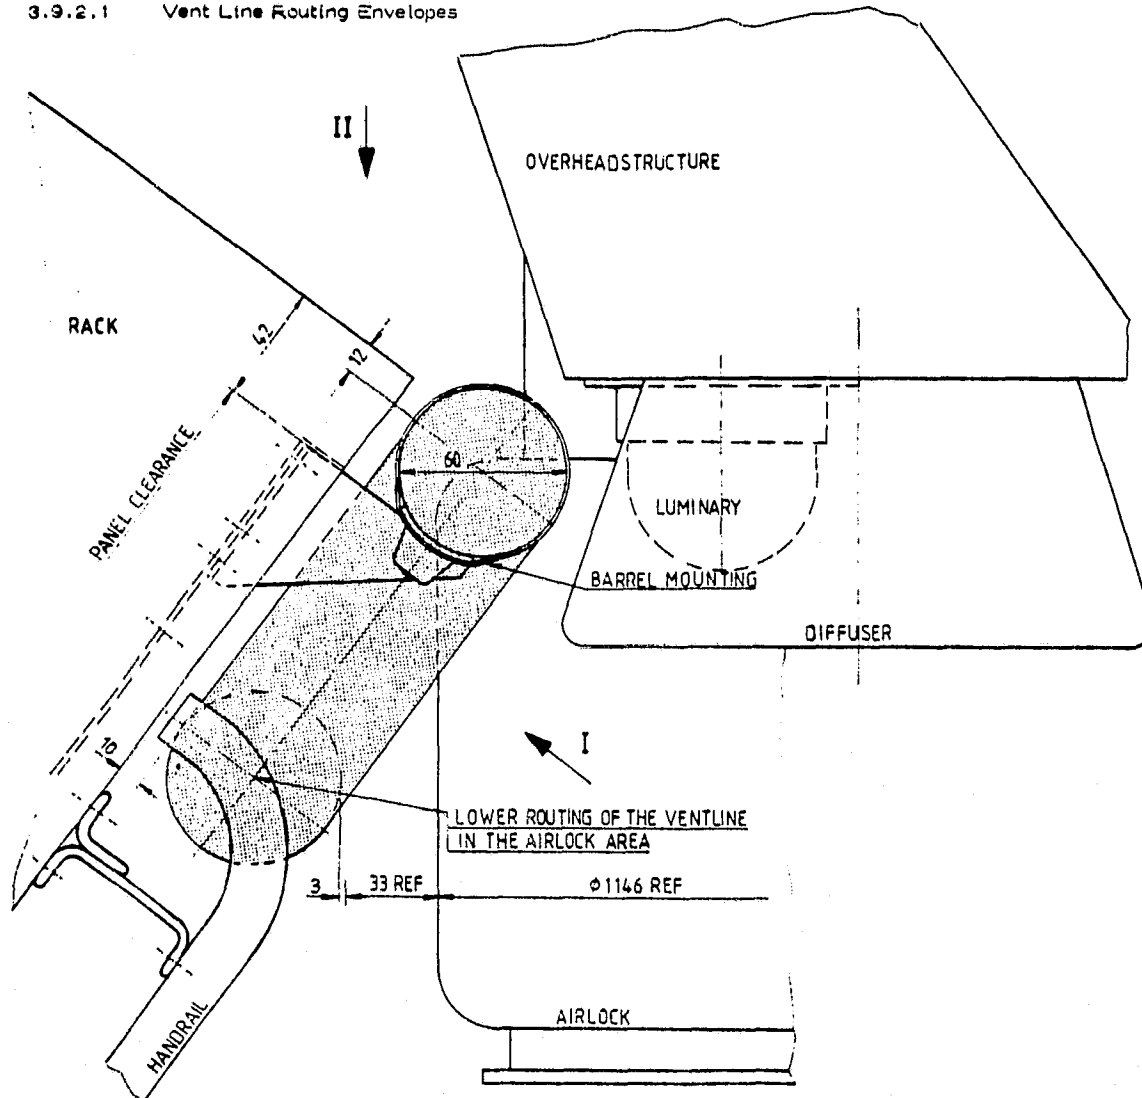 3.9.2.1 Vent Line Routing Envelopes
II
OVERHEADSTRUCTURE
RACK
42
12
PANEL CLEARANCE
60
LUMINARY
BARREL MOUNTING
DIFFUSER
10
I
LOWER ROUTING OF THE VENTLINE
IN THE AIRLOCK AREA
3
33 REF
Φ1146 REF
AIRLOCK
HANDRAIL